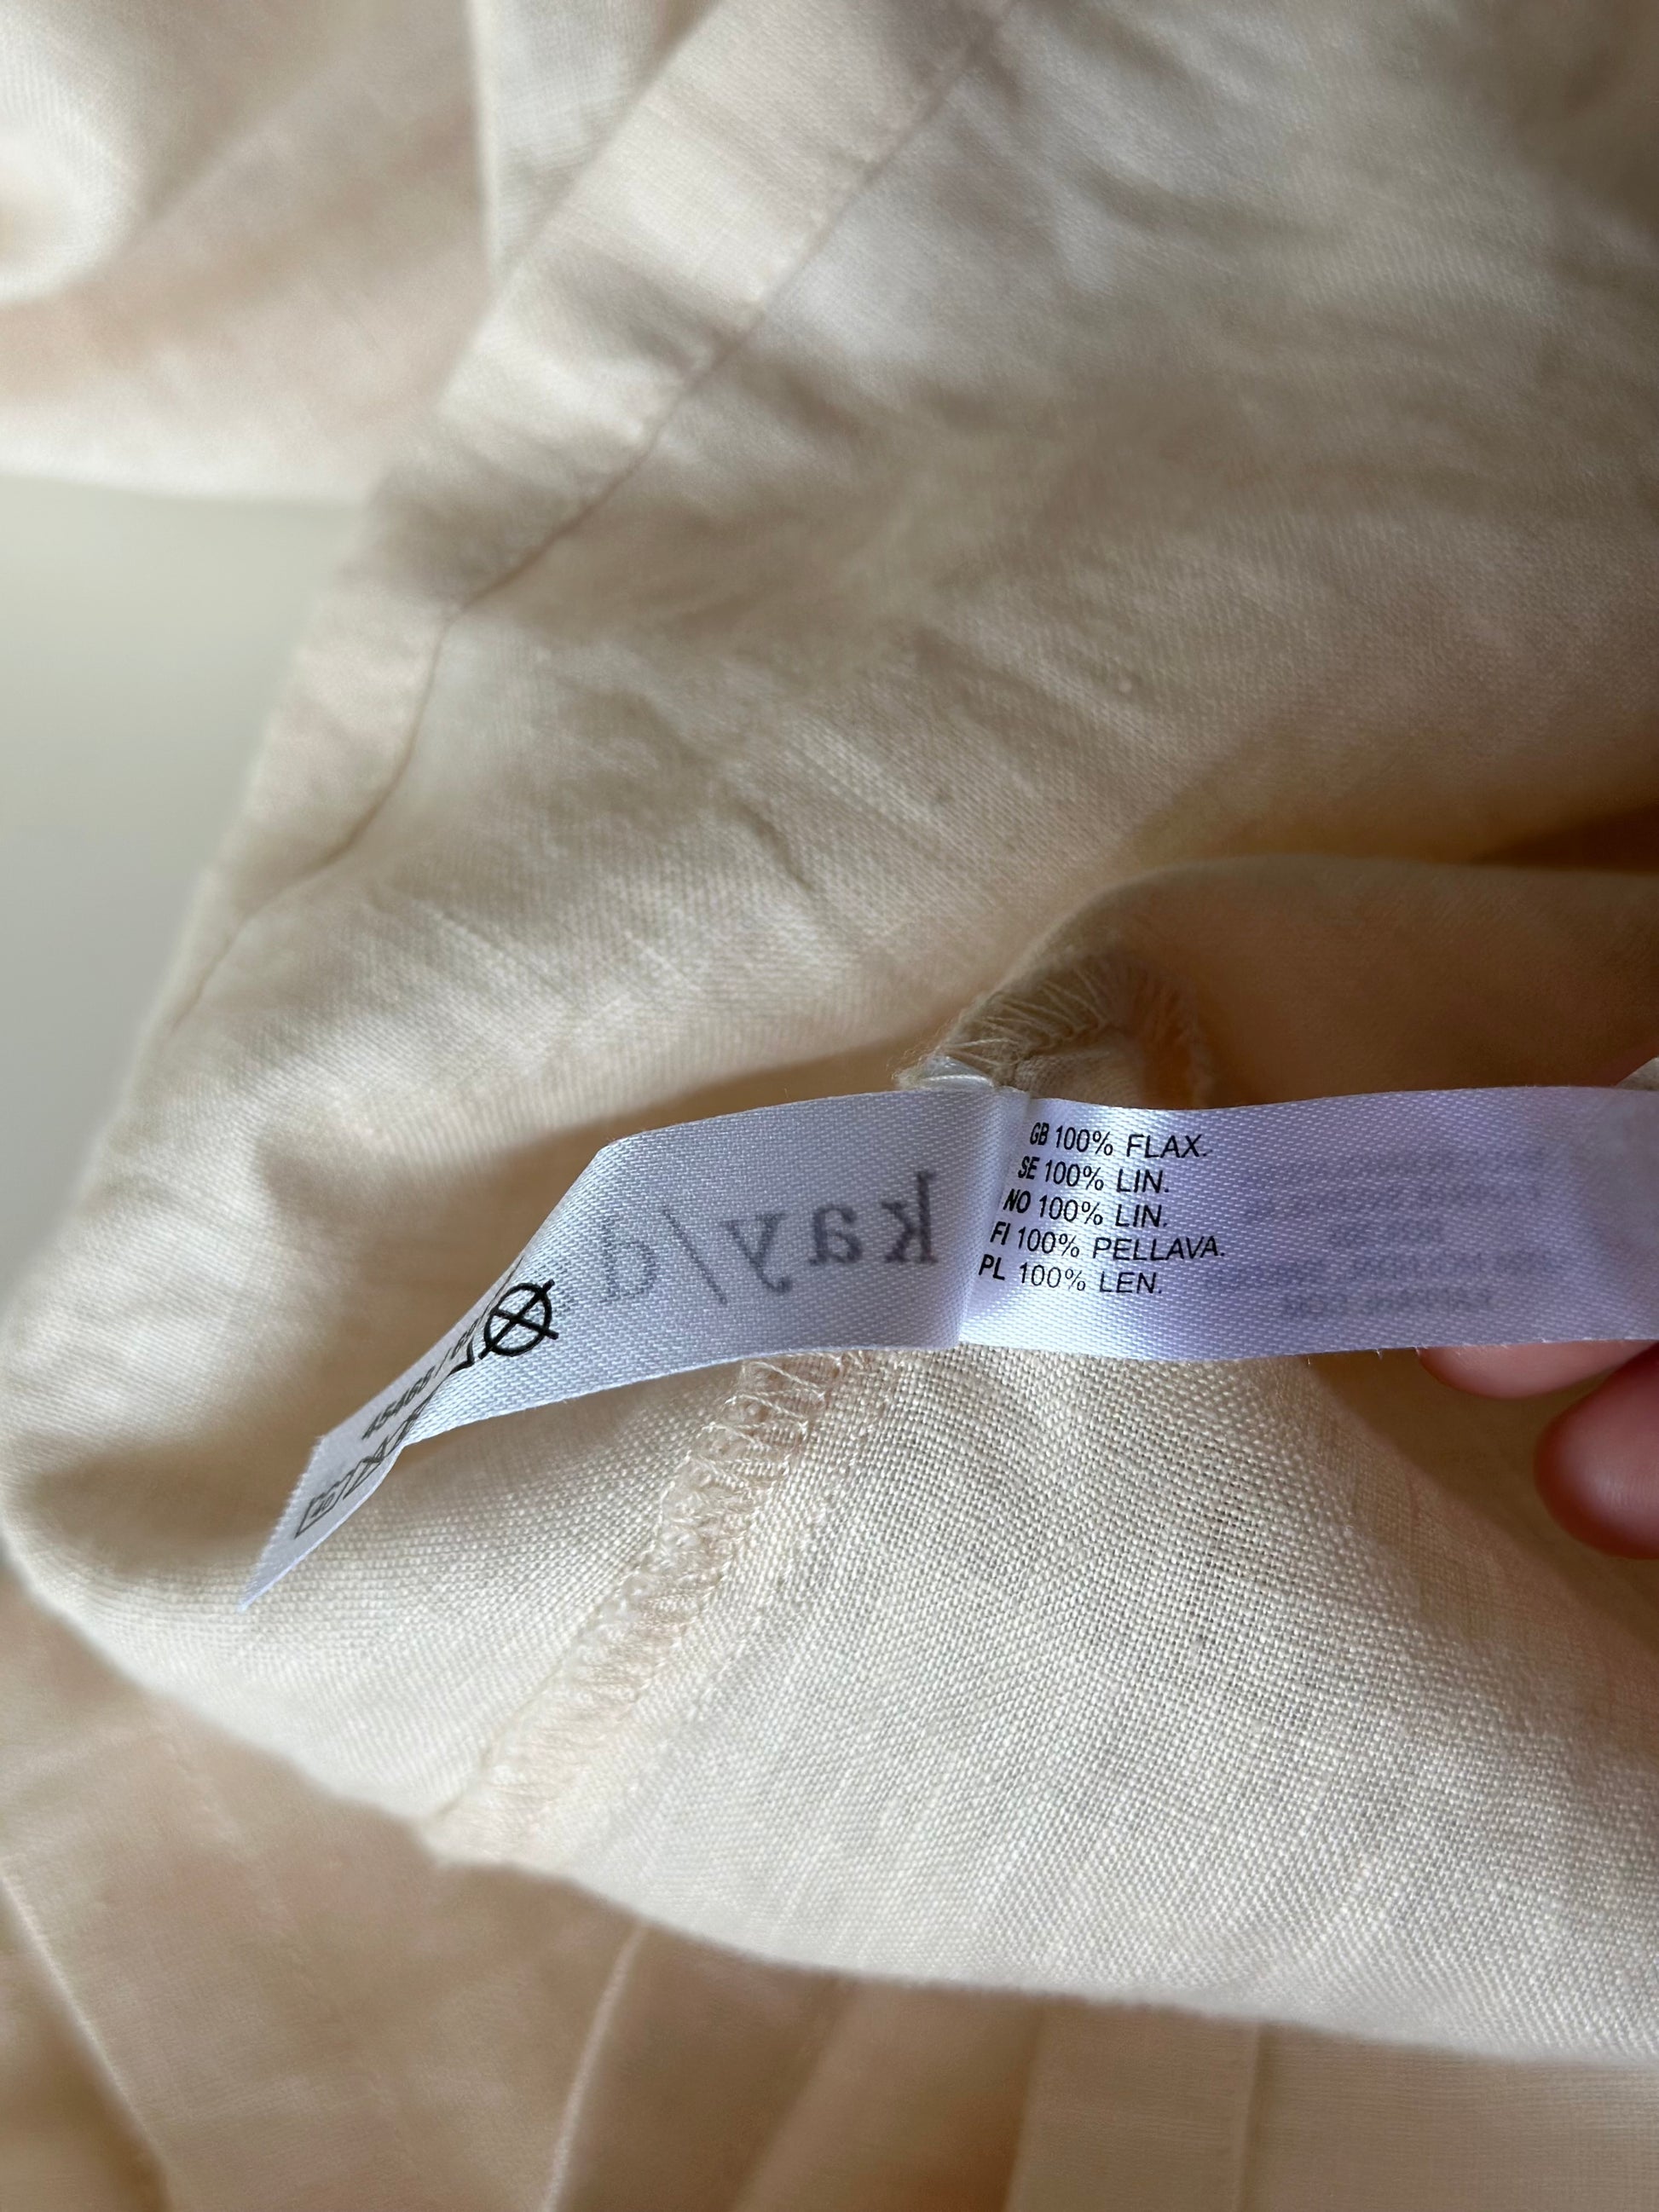 kay/d
GB 100% FLAX.
SE 100% LIN.
NO 100% LIN.
FI 100% PELLAVA.
PL 100% LEN.